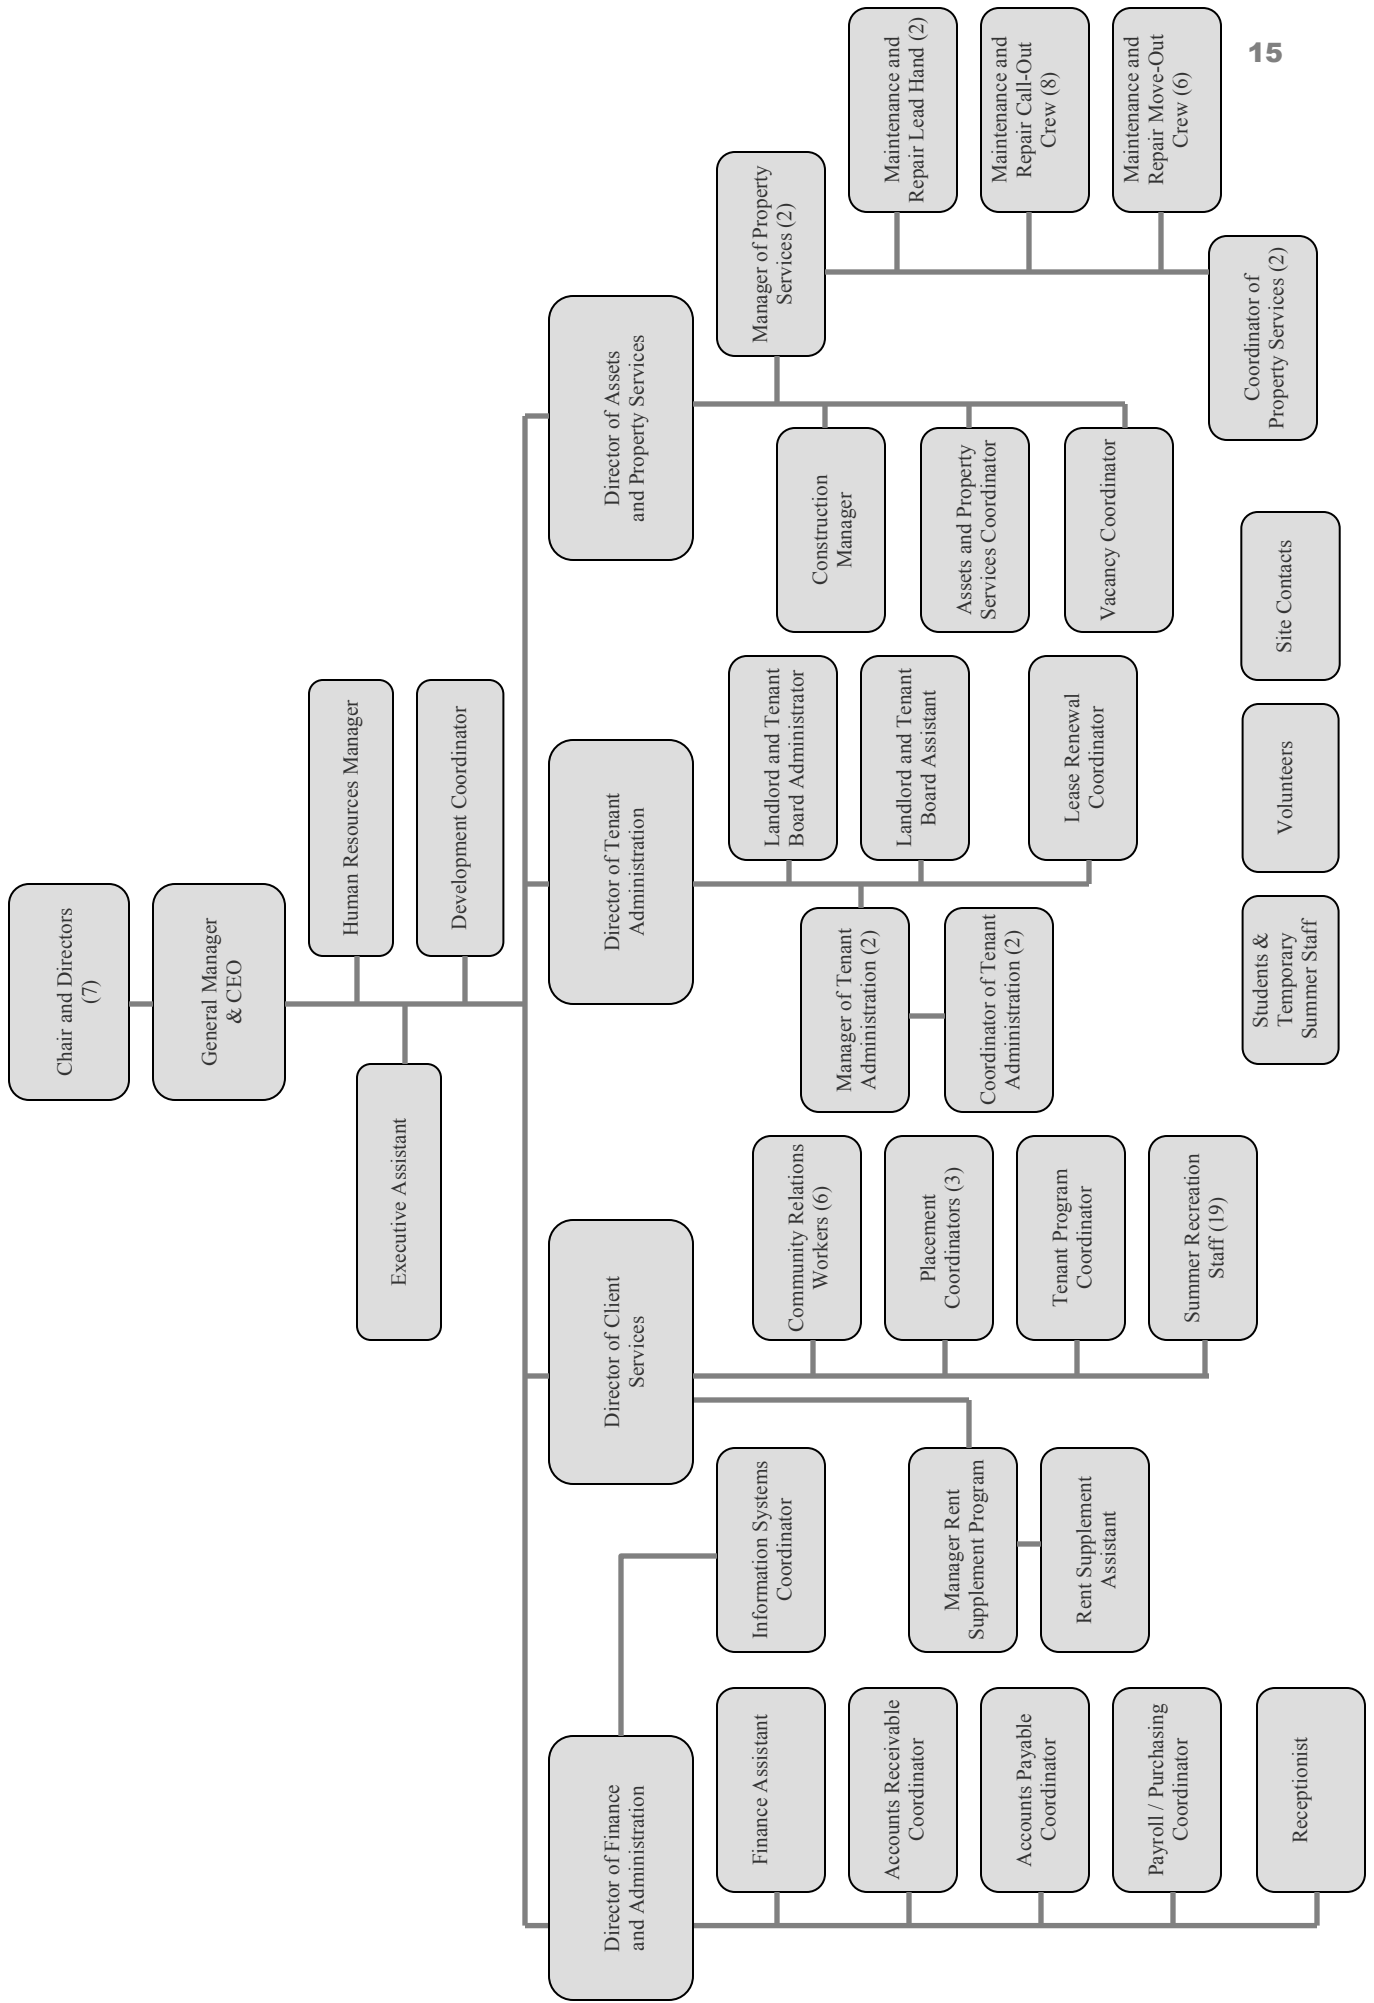 Chair and Directors
(7)
General Manager
& CEO
Human Resources Manager
Executive Assistant
Development Coordinator
Director of Finance
and Administration
Director of Client
Services
Director of Tenant
Administration
Director of Assets
and Property Services
Finance Assistant
Accounts Receivable
Coordinator
Accounts Payable
Coordinator
Payroll / Purchasing
Coordinator
Receptionist
Information Systems
Coordinator
Manager Rent
Supplement Program
Rent Supplement
Assistant
Community Relations
Workers (6)
Placement
Coordinators (3)
Tenant Program
Coordinator
Summer Recreation
Staff (19)
Manager of Tenant
Administration (2)
Coordinator of Tenant
Administration (2)
Landlord and Tenant
Board Administrator
Landlord and Tenant
Board Assistant
Lease Renewal
Coordinator
Construction
Manager
Assets and Property
Services Coordinator
Vacancy Coordinator
Manager of Property
Services (2)
Maintenance and
Repair Lead Hand (2)
Maintenance and
Repair Call-Out
Crew (8)
Maintenance and
Repair Move-Out
Crew (6)
Coordinator of
Property Services (2)
Students &
Temporary
Summer Staff
Volunteers
Site Contacts
15